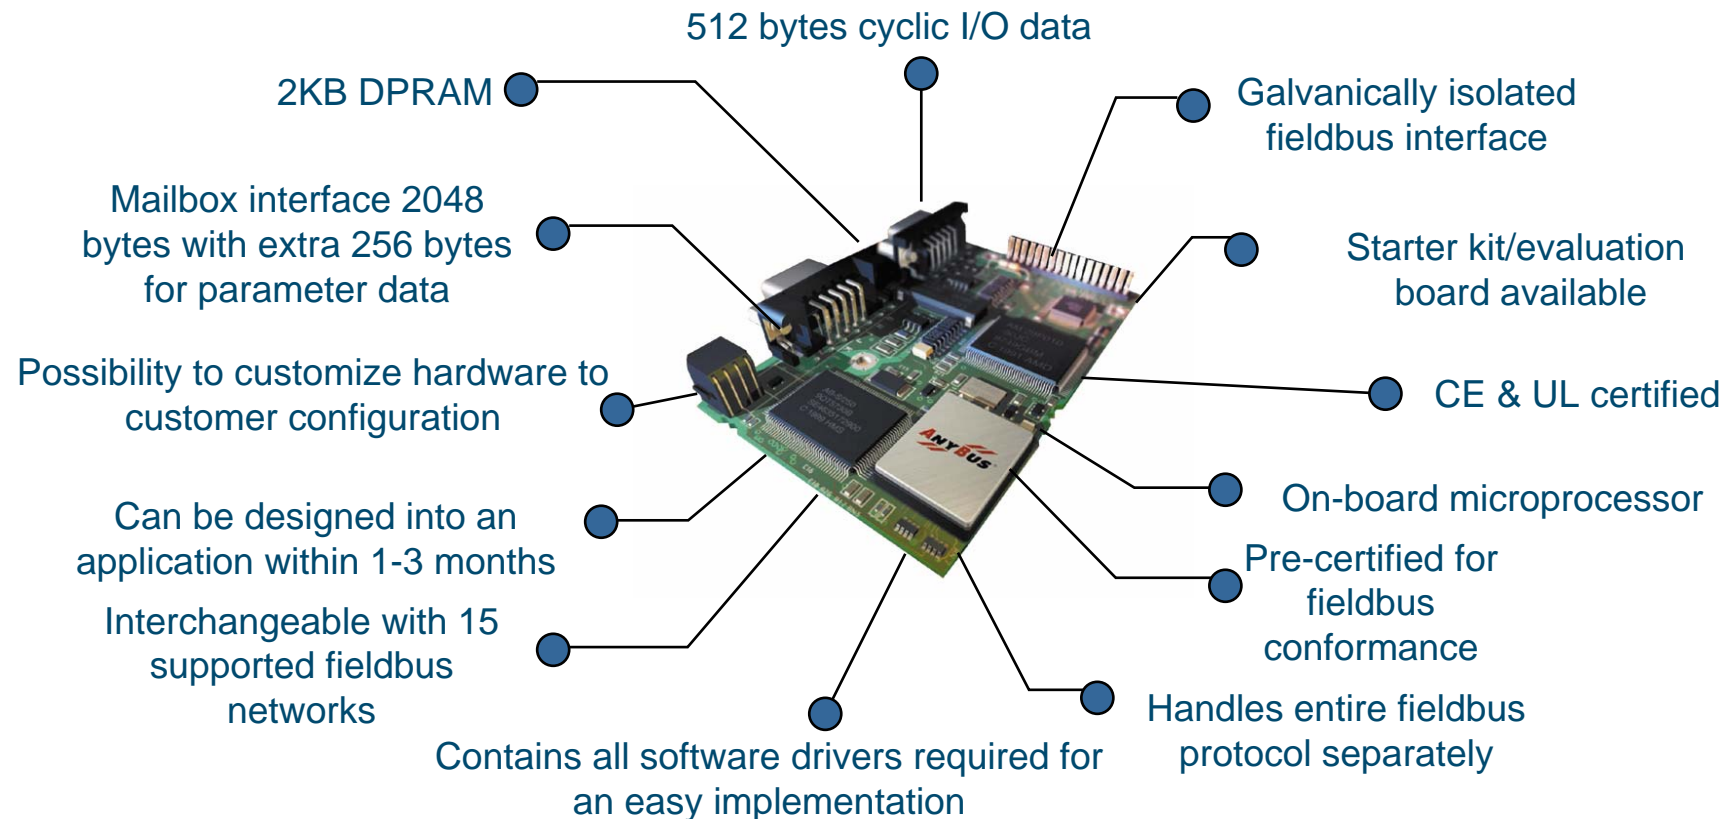 512 bytes cyclic I/O data
2KB DPRAM
Galvanically isolated
fieldbus interface
Mailbox interface 2048
bytes with extra 256 bytes
for parameter data
Starter kit/evaluation
board available
Possibility to customize hardware to
customer configuration
CE & UL certified
ANYBUS
Can be designed into an
application within 1-3 months
On-board microprocessor
Pre-certified for
fieldbus
conformance
Interchangeable with 15
supported fieldbus
networks
Handles entire fieldbus
protocol separately
Contains all software drivers required for
an easy implementation